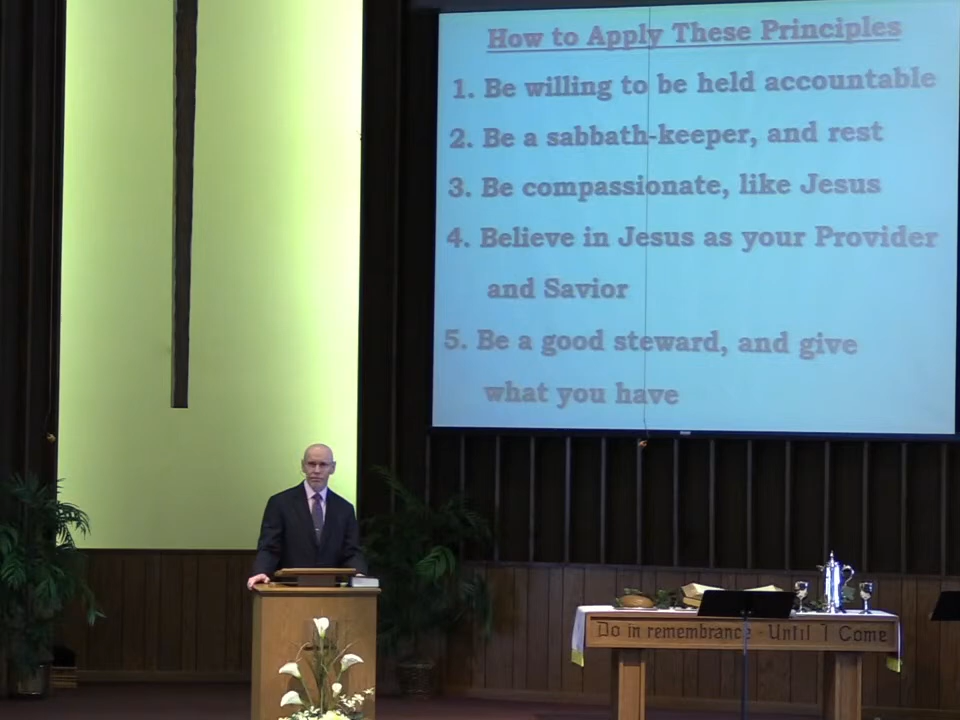 How to Apply These Principles
1. Be willing to be held accountable
2. Be a sabbath-keeper, and rest
3. Be compassionate, like Jesus
4. Believe in Jesus as your Provider
and Savior
5. Be a good steward, and give
what you have
Do in remembrance - Until I Come